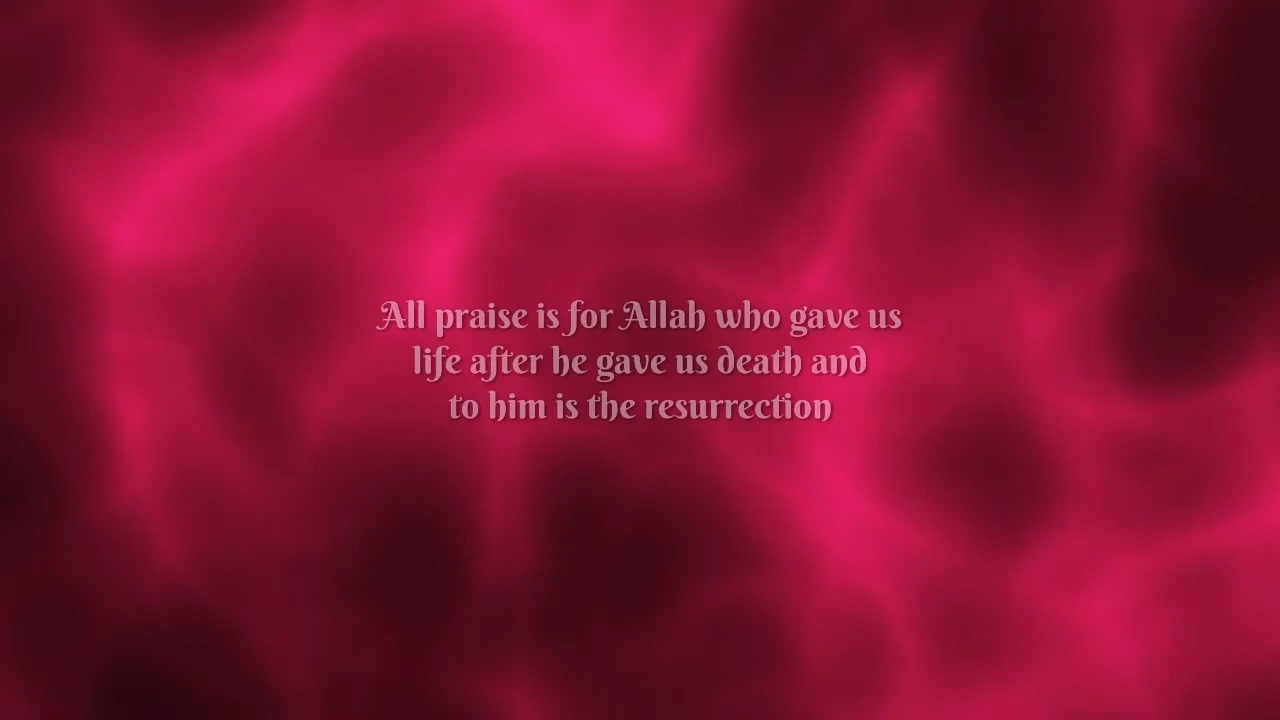 All praise is for Allah who gave us
life after he gave us death and
to him is the resurrection